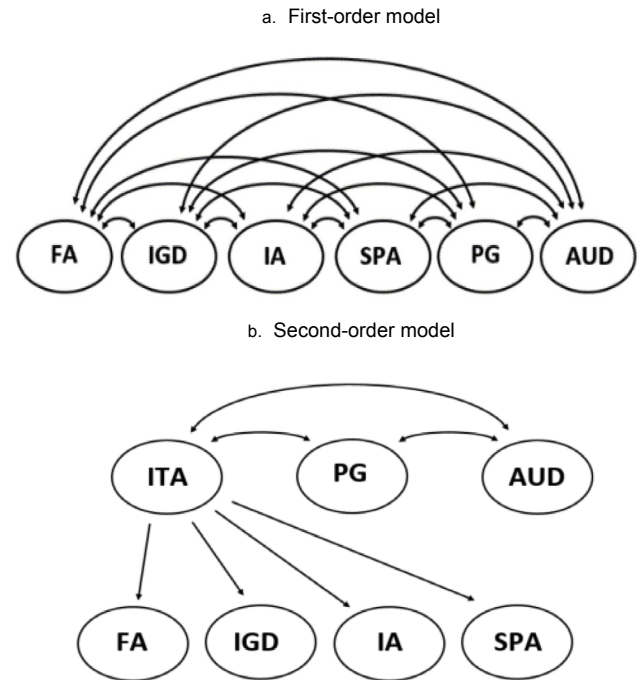 a. First-order model
FA IGD IA SPA PG AUD
b. Second-order model
ITA PG AUD
FA IGD IA SPA